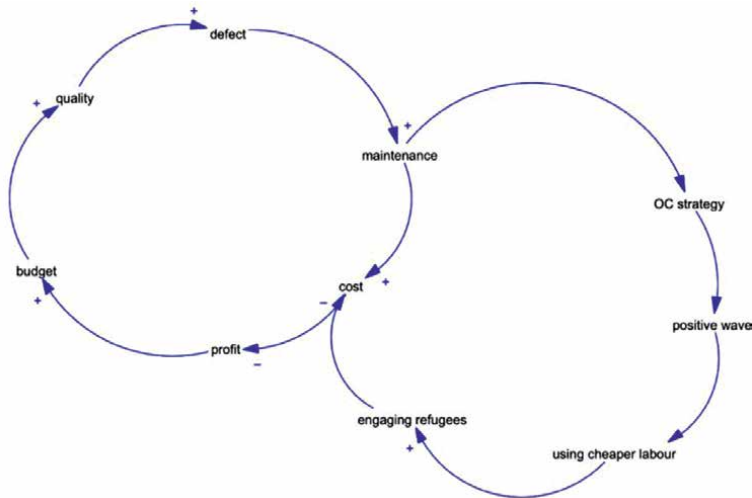 +
defect
+
quality
+
maintenance
OC strategy
budget
+
cost
+
−
positive wave
profit
−
engaging refugees
+
using cheaper labour